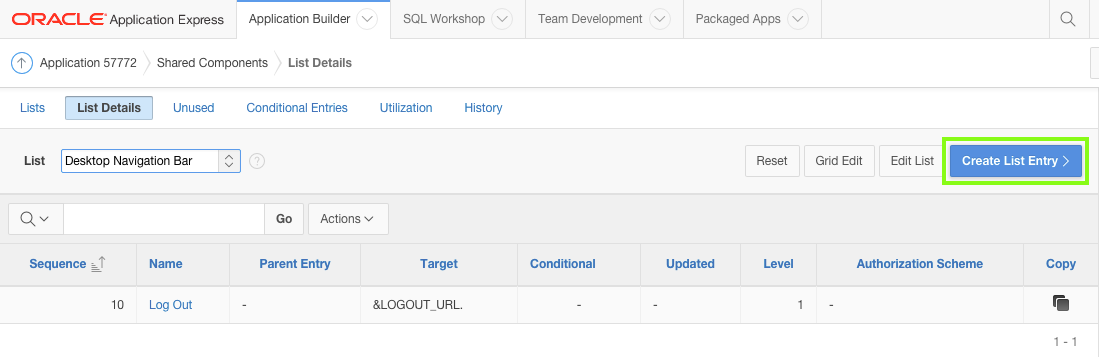 ORACLE Application Express Application Builder SQL Workshop Team Development Packaged Apps
Application 57772 Shared Components List Details
Lists List Details Unused Conditional Entries Utilization History
List Desktop Navigation Bar ? Reset Grid Edit Edit List Create List Entry >
Go Actions
Sequence Name Parent Entry Target Conditional Updated Level Authorization Scheme Copy
10 Log Out - &LOGOUT_URL. - - 1 -
1 - 1